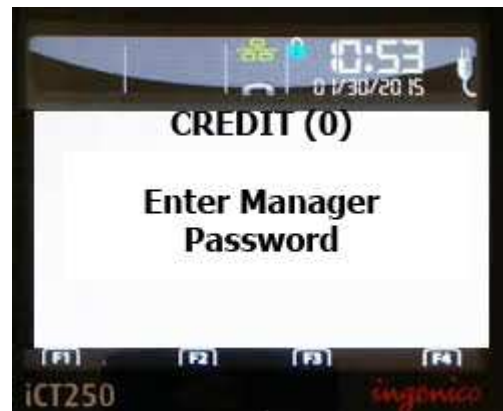 10:53
01/30/2015
CREDIT (0)
Enter Manager
Password
F1 F2 F3 F4
iCT250 ingenico